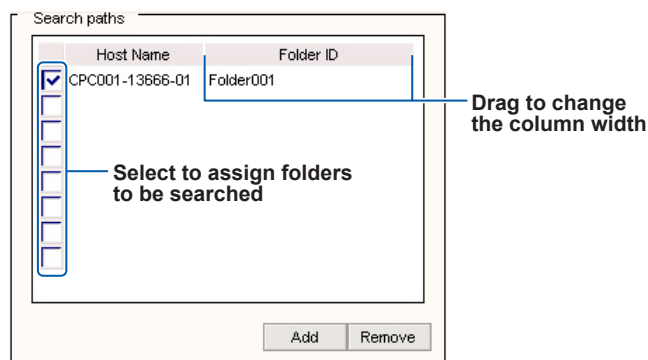 Search paths
Host Name Folder ID
CPC001-13666-01 Folder001
Drag to change
the column width
Select to assign folders
to be searched
Add Remove